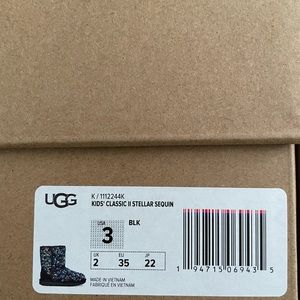 UGG
K / 1112244K
KIDS' CLASSIC II STELLAR SEQUIN
USA
3
BLK
UK
EU
JP
2
35
22
MADE IN VIETNAM
FABRIQUÉ EN VIETNAM
1 94715 06943 5